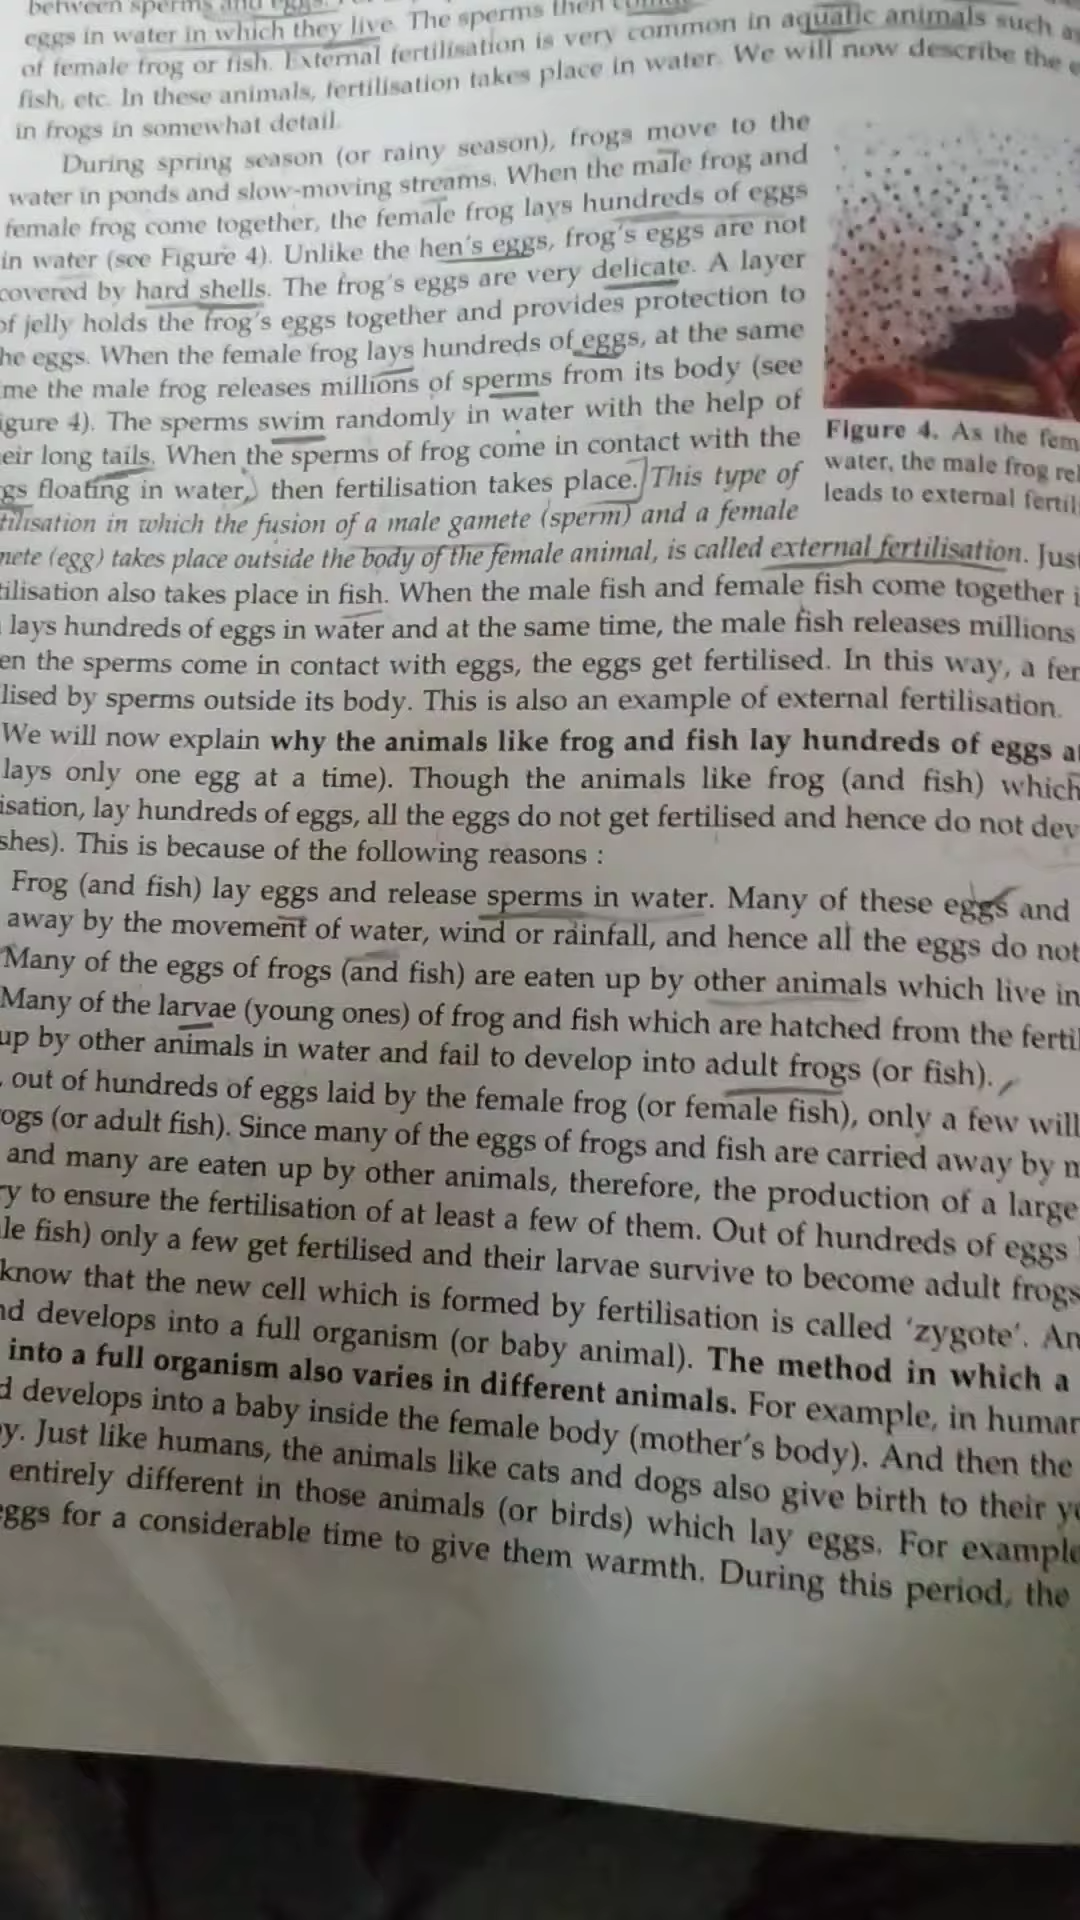 between sperms and eggs.
eggs in water in which they live. The sperms then
of female frog or fish. External fertilisation is very common in aquatic animals such as
fish, etc. In these animals, fertilisation takes place in water. We will now describe the
in frogs in somewhat detail.
During spring season (or rainy season), frogs move to the
water in ponds and slow-moving streams. When the male frog and
female frog come together, the female frog lays hundreds of eggs
in water (see Figure 4). Unlike the hen's eggs, frog's eggs are not
covered by hard shells. The frog's eggs are very delicate. A layer
of jelly holds the frog's eggs together and provides protection to
he eggs. When the female frog lays hundreds of eggs, at the same
me the male frog releases millions of sperms from its body (see
igure 4). The sperms swim randomly in water with the help of
eir long tails. When the sperms of frog come in contact with the
gs floating in water, then fertilisation takes place. This type of
tilisation in which the fusion of a male gamete (sperm) and a female
mete (egg) takes place outside the body of the female animal, is called external fertilisation. Just
tilisation also takes place in fish. When the male fish and female fish come together i
lays hundreds of eggs in water and at the same time, the male fish releases millions
en the sperms come in contact with eggs, the eggs get fertilised. In this way, a fer
lised by sperms outside its body. This is also an example of external fertilisation.
We will now explain why the animals like frog and fish lay hundreds of eggs a
lays only one egg at a time). Though the animals like frog (and fish) which
isation, lay hundreds of eggs, all the eggs do not get fertilised and hence do not dev
shes). This is because of the following reasons :
Frog (and fish) lay eggs and release sperms in water. Many of these eggs and
away by the movement of water, wind or rainfall, and hence all the eggs do not
Many of the eggs of frogs (and fish) are eaten up by other animals which live in
Many of the larvae (young ones) of frog and fish which are hatched from the fertil
up by other animals in water and fail to develop into adult frogs (or fish).
out of hundreds of eggs laid by the female frog (or female fish), only a few will
ogs (or adult fish). Since many of the eggs of frogs and fish are carried away by m
and many are eaten up by other animals, therefore, the production of a large
ry to ensure the fertilisation of at least a few of them. Out of hundreds of eggs
le fish) only a few get fertilised and their larvae survive to become adult frogs
know that the new cell which is formed by fertilisation is called 'zygote'. An
nd develops into a full organism (or baby animal). The method in which a
into a full organism also varies in different animals. For example, in human
d develops into a baby inside the female body (mother's body). And then the
y. Just like humans, the animals like cats and dogs also give birth to their yo
entirely different in those animals (or birds) which lay eggs. For example
eggs for a considerable time to give them warmth. During this period, the
Figure 4. As the fem
water, the male frog rel
leads to external fertil